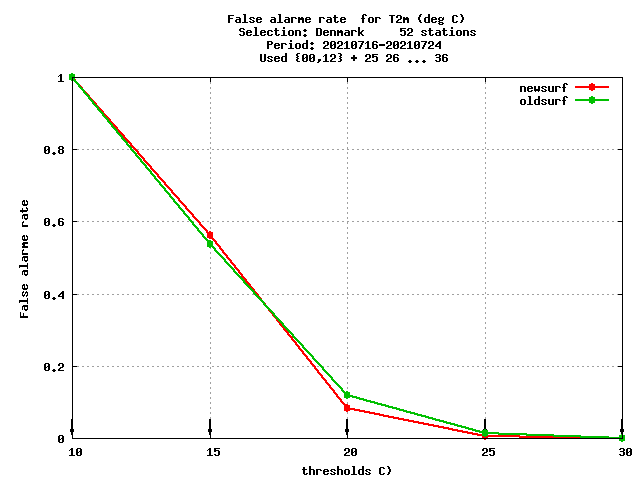 False alarme rate  for T2m (deg C)
Selection: Denmark     52 stations
Period: 20210716-20210724
Used {00,12} + 25 26 ... 36
newsurf
oldsurf
1
0.8
0.6
0.4
0.2
0
False alarme rate
10 15 20 25 30
thresholds C)